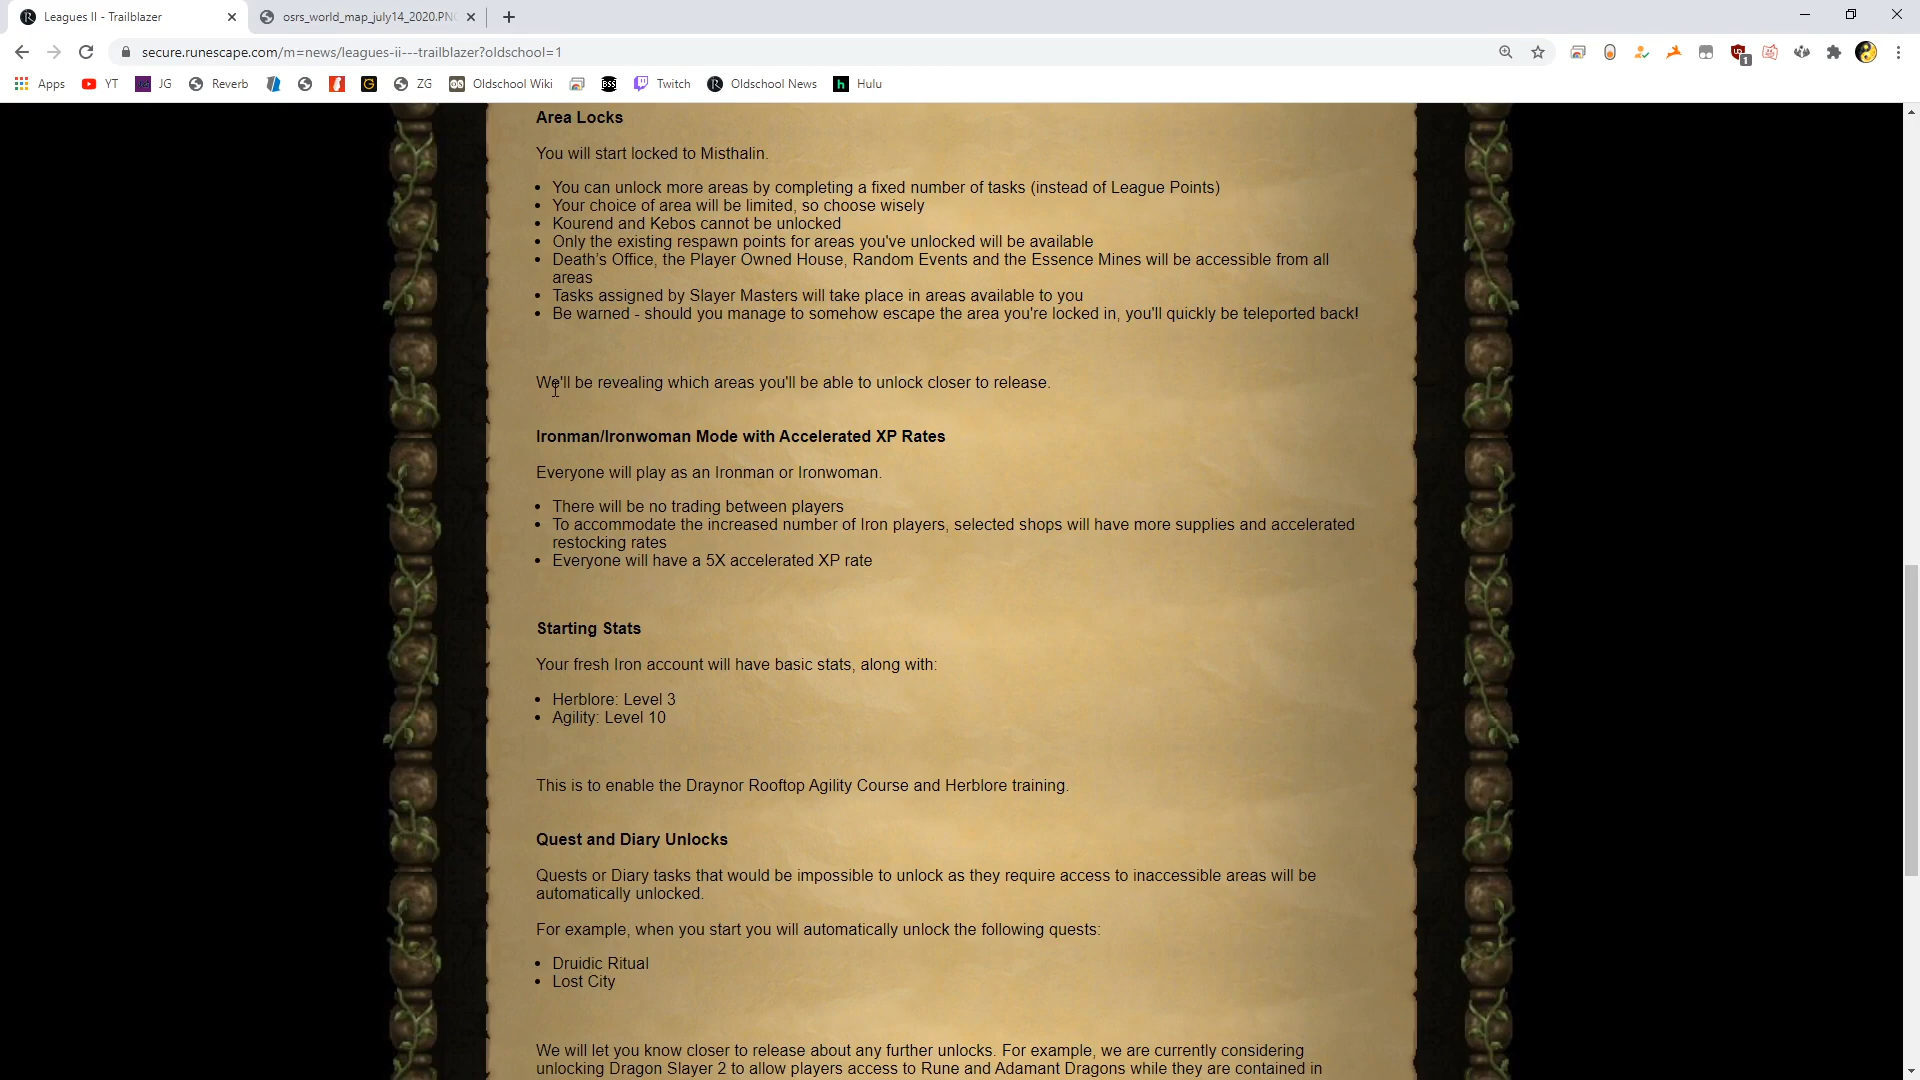 Leagues II - Trailblazer
osrs_world_map_july14_2020.PNG
secure.runescape.com/m=news/leagues-ii---trailblazer?oldschool=1
1
Apps YT JG Reverb G ZG OS Oldschool Wiki BSS Twitch Oldschool News h Hulu
Area Locks
You will start locked to Misthalin.
• You can unlock more areas by completing a fixed number of tasks (instead of League Points)
• Your choice of area will be limited, so choose wisely
• Kourend and Kebos cannot be unlocked
• Only the existing respawn points for areas you've unlocked will be available
• Death's Office, the Player Owned House, Random Events and the Essence Mines will be accessible from all
areas
• Tasks assigned by Slayer Masters will take place in areas available to you
• Be warned - should you manage to somehow escape the area you're locked in, you'll quickly be teleported back!
We'll be revealing which areas you'll be able to unlock closer to release.
Ironman/Ironwoman Mode with Accelerated XP Rates
Everyone will play as an Ironman or Ironwoman.
• There will be no trading between players
• To accommodate the increased number of Iron players, selected shops will have more supplies and accelerated
restocking rates
• Everyone will have a 5X accelerated XP rate
Starting Stats
Your fresh Iron account will have basic stats, along with:
• Herblore: Level 3
• Agility: Level 10
This is to enable the Draynor Rooftop Agility Course and Herblore training.
Quest and Diary Unlocks
Quests or Diary tasks that would be impossible to unlock as they require access to inaccessible areas will be
automatically unlocked.
For example, when you start you will automatically unlock the following quests:
• Druidic Ritual
• Lost City
We will let you know closer to release about any further unlocks. For example, we are currently considering
unlocking Dragon Slayer 2 to allow players access to Rune and Adamant Dragons while they are contained in